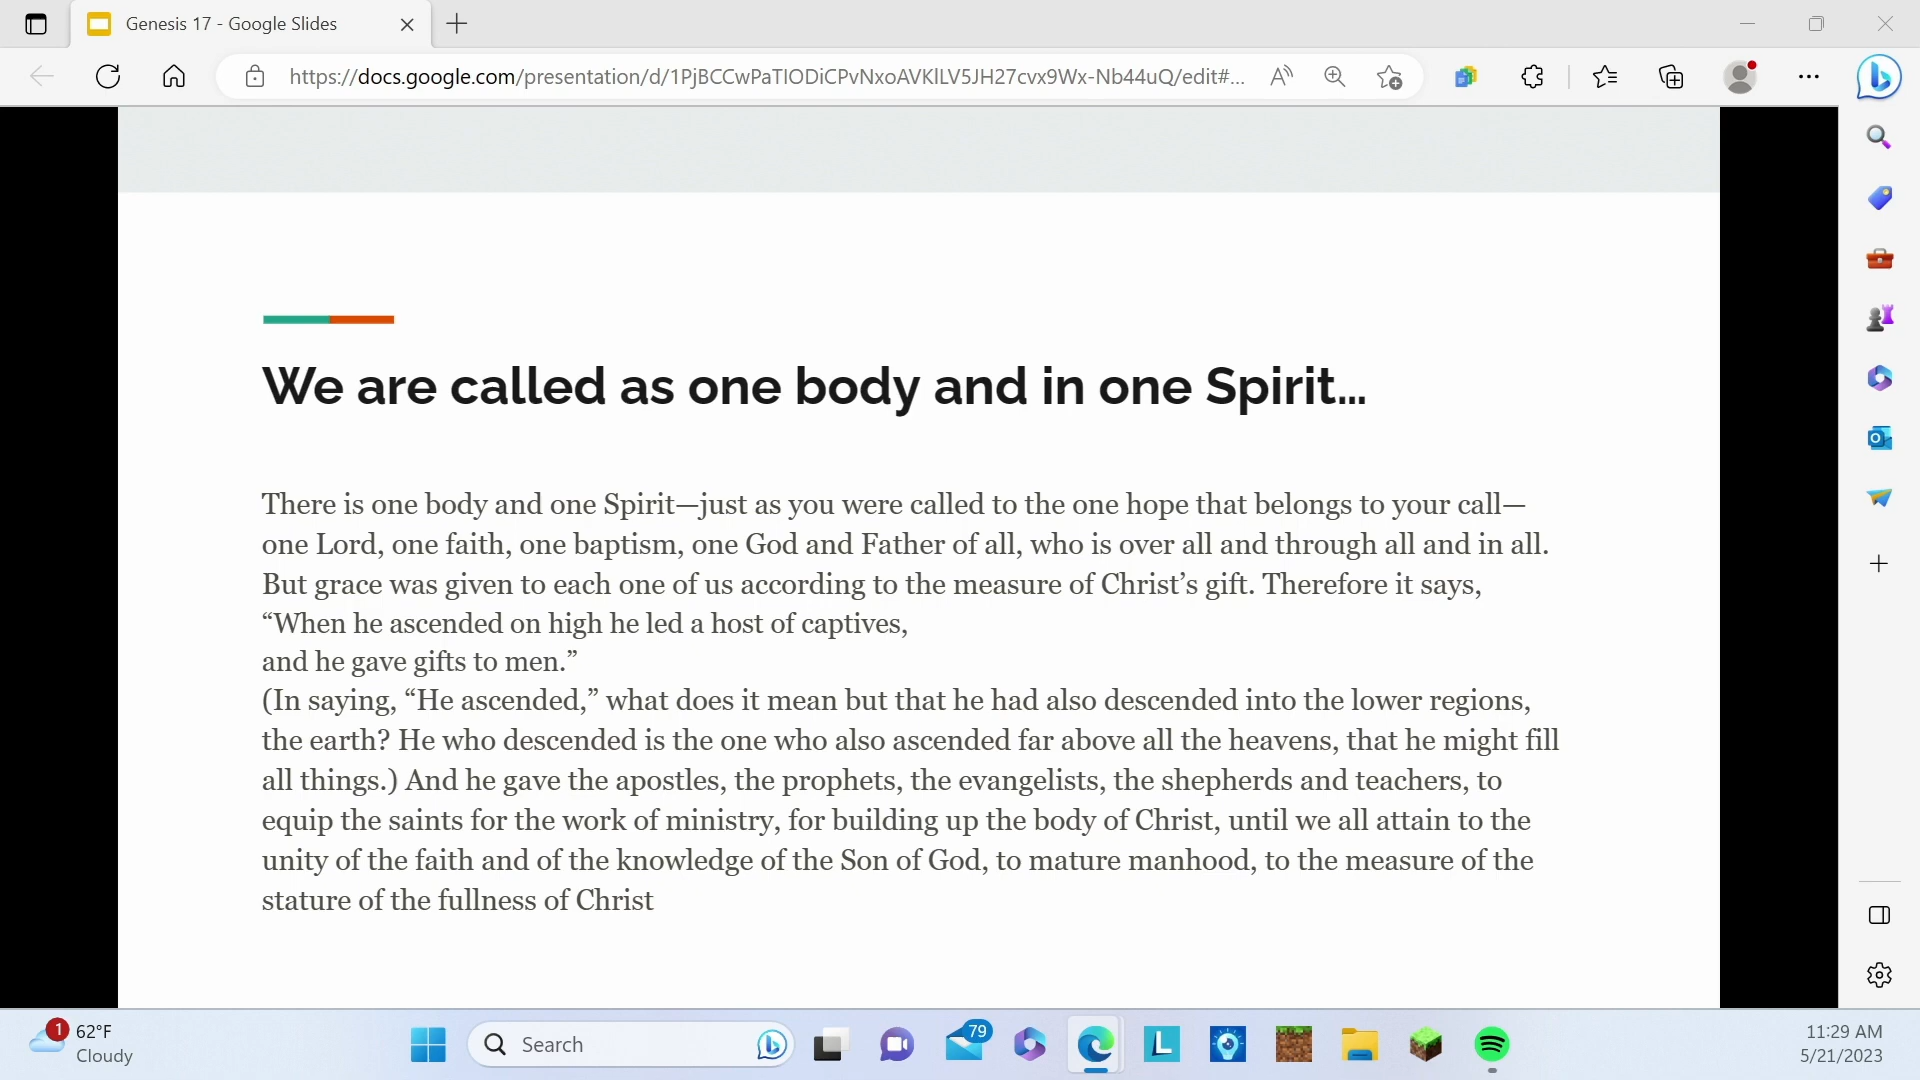 Genesis 17 - Google Slides
https://docs.google.com/presentation/d/1PjBCCwPaTIODiCPvNxoAVKlLV5JH27cvx9Wx-Nb44uQ/edit#...
We are called as one body and in one Spirit...
There is one body and one Spirit—just as you were called to the one hope that belongs to your call—
one Lord, one faith, one baptism, one God and Father of all, who is over all and through all and in all.
But grace was given to each one of us according to the measure of Christ’s gift. Therefore it says,
“When he ascended on high he led a host of captives,
and he gave gifts to men.”
(In saying, “He ascended,” what does it mean but that he had also descended into the lower regions,
the earth? He who descended is the one who also ascended far above all the heavens, that he might fill
all things.) And he gave the apostles, the prophets, the evangelists, the shepherds and teachers, to
equip the saints for the work of ministry, for building up the body of Christ, until we all attain to the
unity of the faith and of the knowledge of the Son of God, to mature manhood, to the measure of the
stature of the fullness of Christ
1
62°F
Cloudy
Search
79
L
11:29 AM
5/21/2023